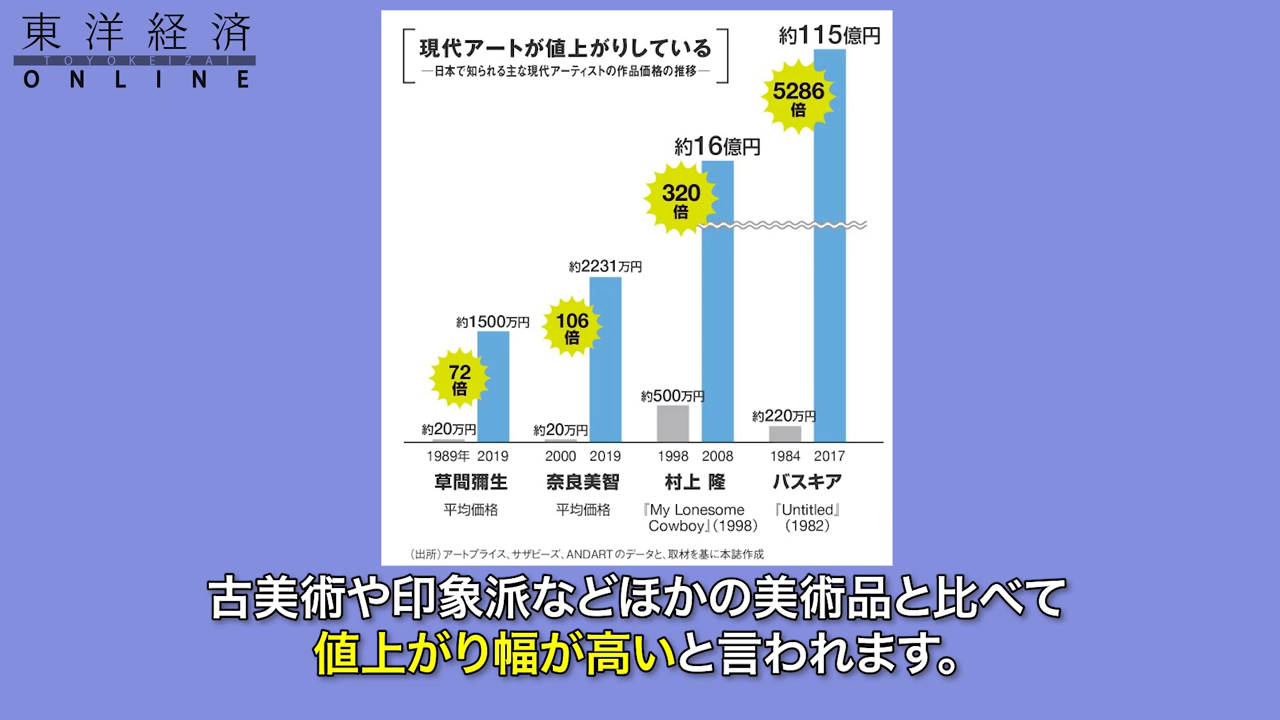 東洋経済
TOYOKEIZAI
ONLINE
現代アートが値上がりしている
―日本で知られる主な現代アーティストの作品価格の推移―
約20万円
72
倍
約1500万円
約20万円
106
倍
約2231万円
約500万円
320
倍
約16億円
約220万円
5286
倍
約115億円
1989年 2019
2000 2019
1998 2008
1984 2017
草間彌生
平均価格
奈良美智
平均価格
村上 隆
『My Lonesome
Cowboy』(1998)
バスキア
『Untitled』
(1982)
(出所)アートプライス、サザビーズ、ANDARTのデータと、取材を基に本誌作成
古美術や印象派などほかの美術品と比べて
値上がり幅が高いと言われます。